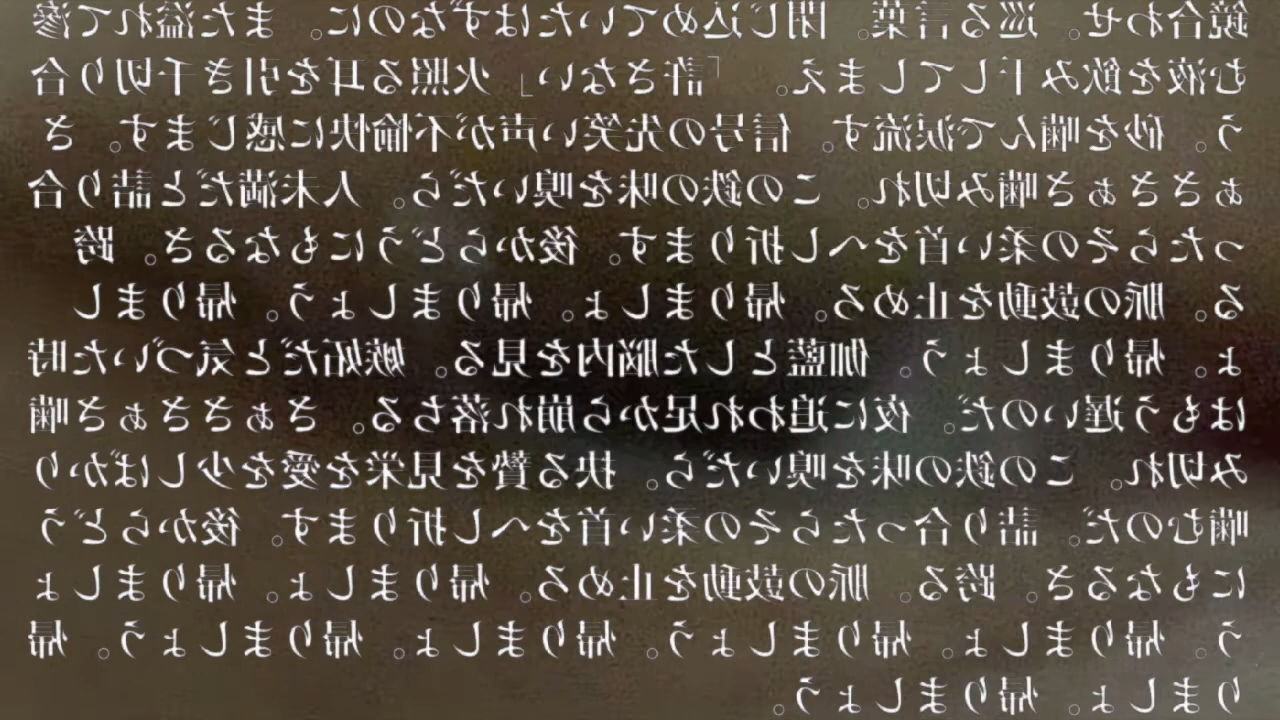 鏡合わせ。巡る言葉。閉じ込めていたはずなのに。また溢れて滲
む液を飲み干してしまえ。「許さない」火照る耳を引き千切り合
う。砂を噛んで涙流す。信号の先笑い声が不愉快に感じます。さ
ぁささぁさ噛み切れ。この鉄の味を嗅いだら。人未満だと詰り合
ったらその柔い首をへし折ります。後からどうにもなるさ。跨
る。脈の鼓動を止めろ。帰りましょ。帰りましょう。帰りまし
ょ。帰りましょう。伽藍とした脳内を見る。嫉妬だと気づいた時
はもう遅いのだ。夜に追われ足から崩れ落ちる。さぁささぁさ噛
み切れ。この鉄の味を嗅いだら。抉る贄を見栄を愛を少しばかり
噛むのだ。詰り合ったらその柔い首をへし折ります。後からどう
にもなるさ。跨る。脈の鼓動を止めろ。帰りましょ。帰りましょ
う。帰りましょ。帰りましょう。帰りましょ。帰りましょう。帰
りましょ。帰りましょう。